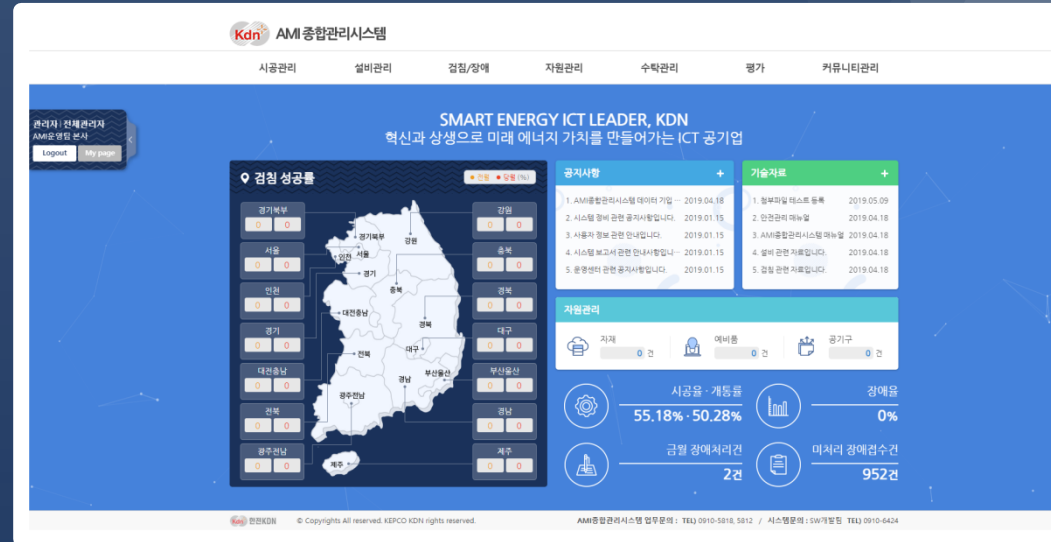 Kdn AMI 종합관리시스템
시공관리 설비관리 검침/장애 자원관리 수탁관리 평가 커뮤니티관리
관리자 | 전체관리자
AMI운영팀 본사
Logout My page
SMART ENERGY ICT LEADER, KDN
혁신과 상생으로 미래 에너지 가치를 만들어가는 ICT 공기업
검침 성공률
전월 당월 (%)
경기북부
0 0
서울
0 0
인천
0 0
경기
0 0
대전충남
0 0
전북
0 0
광주전남
0 0
경기북부
강원
인천 서울
경기
충북
대전충남
경북
전북
대구
경남
부산울산
광주전남
제주
강원
0 0
충북
0 0
경북
0 0
대구
0 0
부산울산
0 0
경남
0 0
제주
0 0
공지사항 +
1. AMI종합관리시스템 데이터 기입 ··· 2019.04.18
2. 시스템 장비 관련 공지사항입니다. 2019.01.15
3. 사용자 정보 관련 안내입니다. 2019.01.15
4. 시스템 보고서 관련 안내사항입니··· 2019.01.15
5. 운영센터 관련 공지사항입니다. 2019.01.15
기술자료 +
1. 첨부파일 테스트 등록 2019.05.09
2. 안전관리 매뉴얼 2019.04.18
3. AMI종합관리시스템 매뉴얼 2019.04.18
4. 설비 관련 자료입니다. 2019.04.18
5. 검침 관련 자료입니다. 2019.04.18
자원관리
자재
0 건
예비품
0 건
공기구
0 건
시공율 · 개통률
55.18% · 50.28%
장애율
0%
금월 장애처리건
2건
미처리 장애접수건
952건
Kdn 한전KDN © Copyrights All reserved. KEPCO KDN rights reserved. AMI종합관리시스템 업무문의 : TEL) 0910-5818, 5812 / 시스템문의 : SW개발팀 TEL) 0910-6424